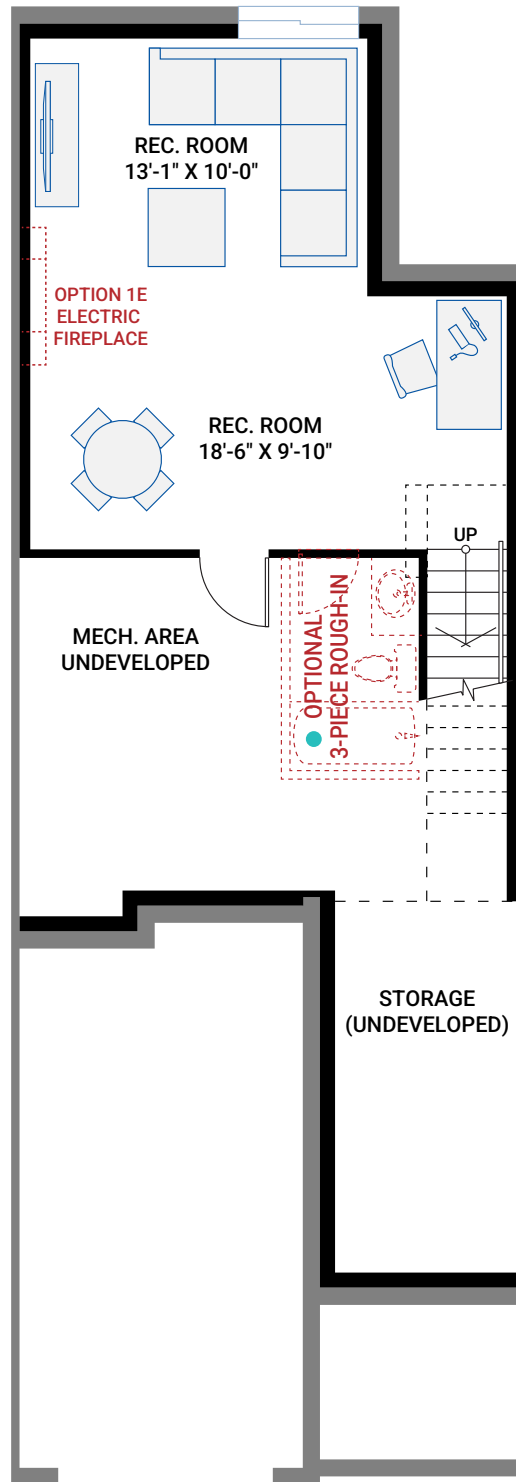 REC. ROOM
13'-1" X 10'-0"
OPTION 1E
ELECTRIC
FIREPLACE
REC. ROOM
18'-6" X 9'-10"
UP
MECH. AREA
UNDEVELOPED
OPTIONAL
3-PIECE ROUGH-IN
STORAGE
(UNDEVELOPED)